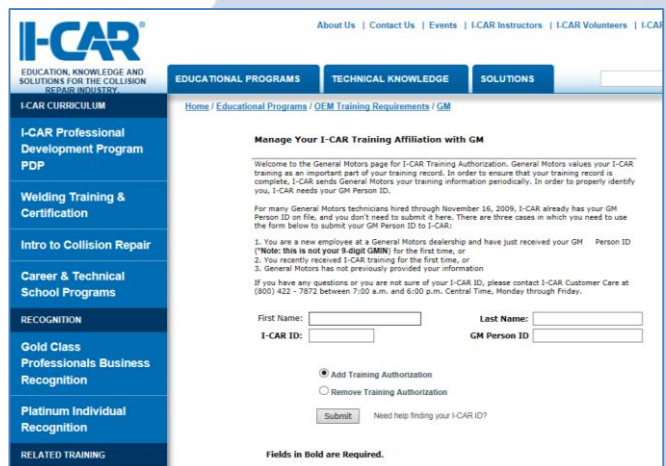 About Us | Contact Us | Events | I-CAR Instructors | I-CAR Volunteers | I-CAR
I-CAR®
EDUCATION, KNOWLEDGE AND
SOLUTIONS FOR THE COLLISION
REPAIR INDUSTRY.
EDUCATIONAL PROGRAMS
TECHNICAL KNOWLEDGE
SOLUTIONS
I-CAR CURRICULUM
I-CAR Professional
Development Program
PDP
Welding Training &
Certification
Intro to Collision Repair
Career & Technical
School Programs
RECOGNITION
Gold Class
Professionals Business
Recognition
Platinum Individual
Recognition
RELATED TRAINING
Home / Educational Programs / OEM Training Requirements / GM
Manage Your I-CAR Training Affiliation with GM
Welcome to the General Motors page for I-CAR Training Authorization. General Motors values your I-CAR
training as an important part of your training record. In order to ensure that your training record is
complete, I-CAR sends General Motors your training information periodically. In order to properly identify
you, I-CAR needs your GM Person ID.
For many General Motors technicians hired through November 16, 2009, I-CAR already has your GM
Person ID on file, and you don't need to submit it here. There are three cases in which you need to use
the form below to submit your GM Person ID to I-CAR:
1. You are a new employee at a General Motors dealership and have just received your GM Person ID
(*Note: this is not your 9-digit GMIN) for the first time, or
2. You recently received I-CAR training for the first time, or
3. General Motors has not previously provided your information
If you have any questions or you are not sure of your I-CAR ID, please contact I-CAR Customer Care at
(800) 422 - 7872 between 7:00 a.m. and 6:00 p.m. Central Time, Monday through Friday.
First Name:
Last Name:
I-CAR ID:
GM Person ID
Add Training Authorization
Remove Training Authorization
Submit
Need help finding your I-CAR ID?
Fields in Bold are Required.